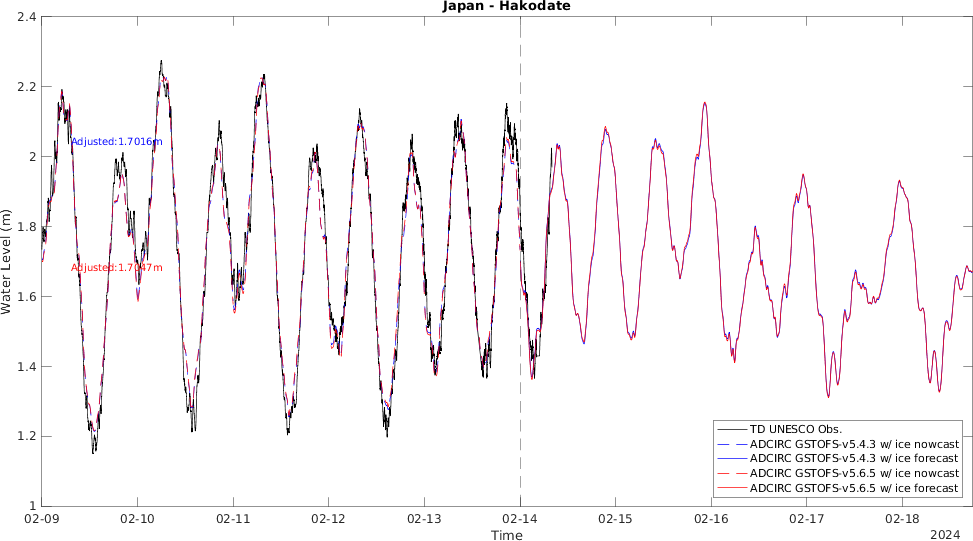 Japan - Hakodate
2.4
2.2
2
1.8
1.6
1.4
1.2
1
Water Level (m)
Adjusted:1.7016m
Adjusted:1.7047m
TD UNESCO Obs.
ADCIRC GSTOFS-v5.4.3 w/ ice nowcast
ADCIRC GSTOFS-v5.4.3 w/ ice forecast
ADCIRC GSTOFS-v5.6.5 w/ ice nowcast
ADCIRC GSTOFS-v5.6.5 w/ ice forecast
02-09 02-10 02-11 02-12 02-13 02-14 02-15 02-16 02-17 02-18
Time
2024